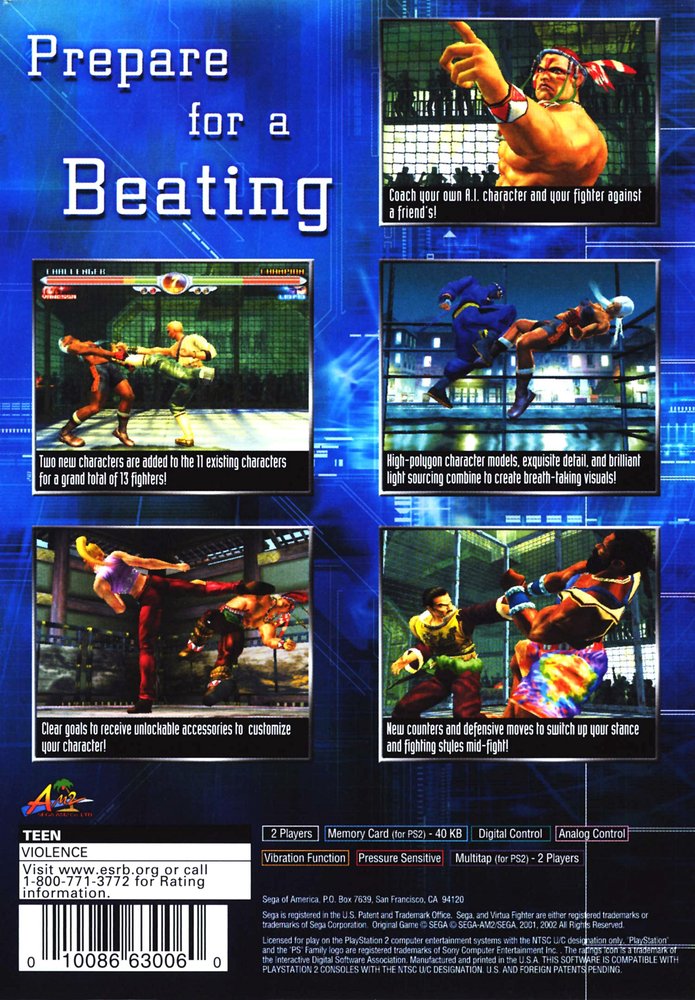 Prepare
for a
Beating
Coach your own A.I. character and your fighter against
a friend's!
CHALLENGER
CHAMPION
VANESSA
Two new characters are added to the 11 existing characters
for a grand total of 13 fighters!
High-polygon character models, exquisite detail, and brilliant
light sourcing combine to create breath-taking visuals!
Clear goals to receive unlockable accessories to customize
your character!
New counters and defensive moves to switch up your stance
and fighting styles mid-fight!
AM2
SEGA-AM2 Co., LTD.
TEEN
VIOLENCE
Visit www.esrb.org or call
1-800-771-3772 for Rating
information.
0 10086 63006 0
2 Players
Memory Card (for PS2) - 40 KB
Digital Control
Analog Control
Vibration Function
Pressure Sensitive
Multitap (for PS2) - 2 Players
Sega of America, P.O. Box 7639, San Francisco, CA 94120
Sega is registered in the U.S. Patent and Trademark Office. Sega, and Virtua Fighter are either registered trademarks or
trademarks of Sega Corporation. Original Game © SEGA © SEGA-AM2/SEGA, 2001, 2002 All Rights Reserved.
Licensed for play on the PlayStation 2 computer entertainment systems with the NTSC U/C designation only. "PlayStation"
and the "PS" Family logo are registered trademarks of Sony Computer Entertainment Inc. . The ratings icon is a trademark of
the Interactive Digital Software Association. Manufactured and printed in the U.S.A. THIS SOFTWARE IS COMPATIBLE WITH
PLAYSTATION 2 CONSOLES WITH THE NTSC U/C DESIGNATION. U.S. AND FOREIGN PATENTS PENDING.